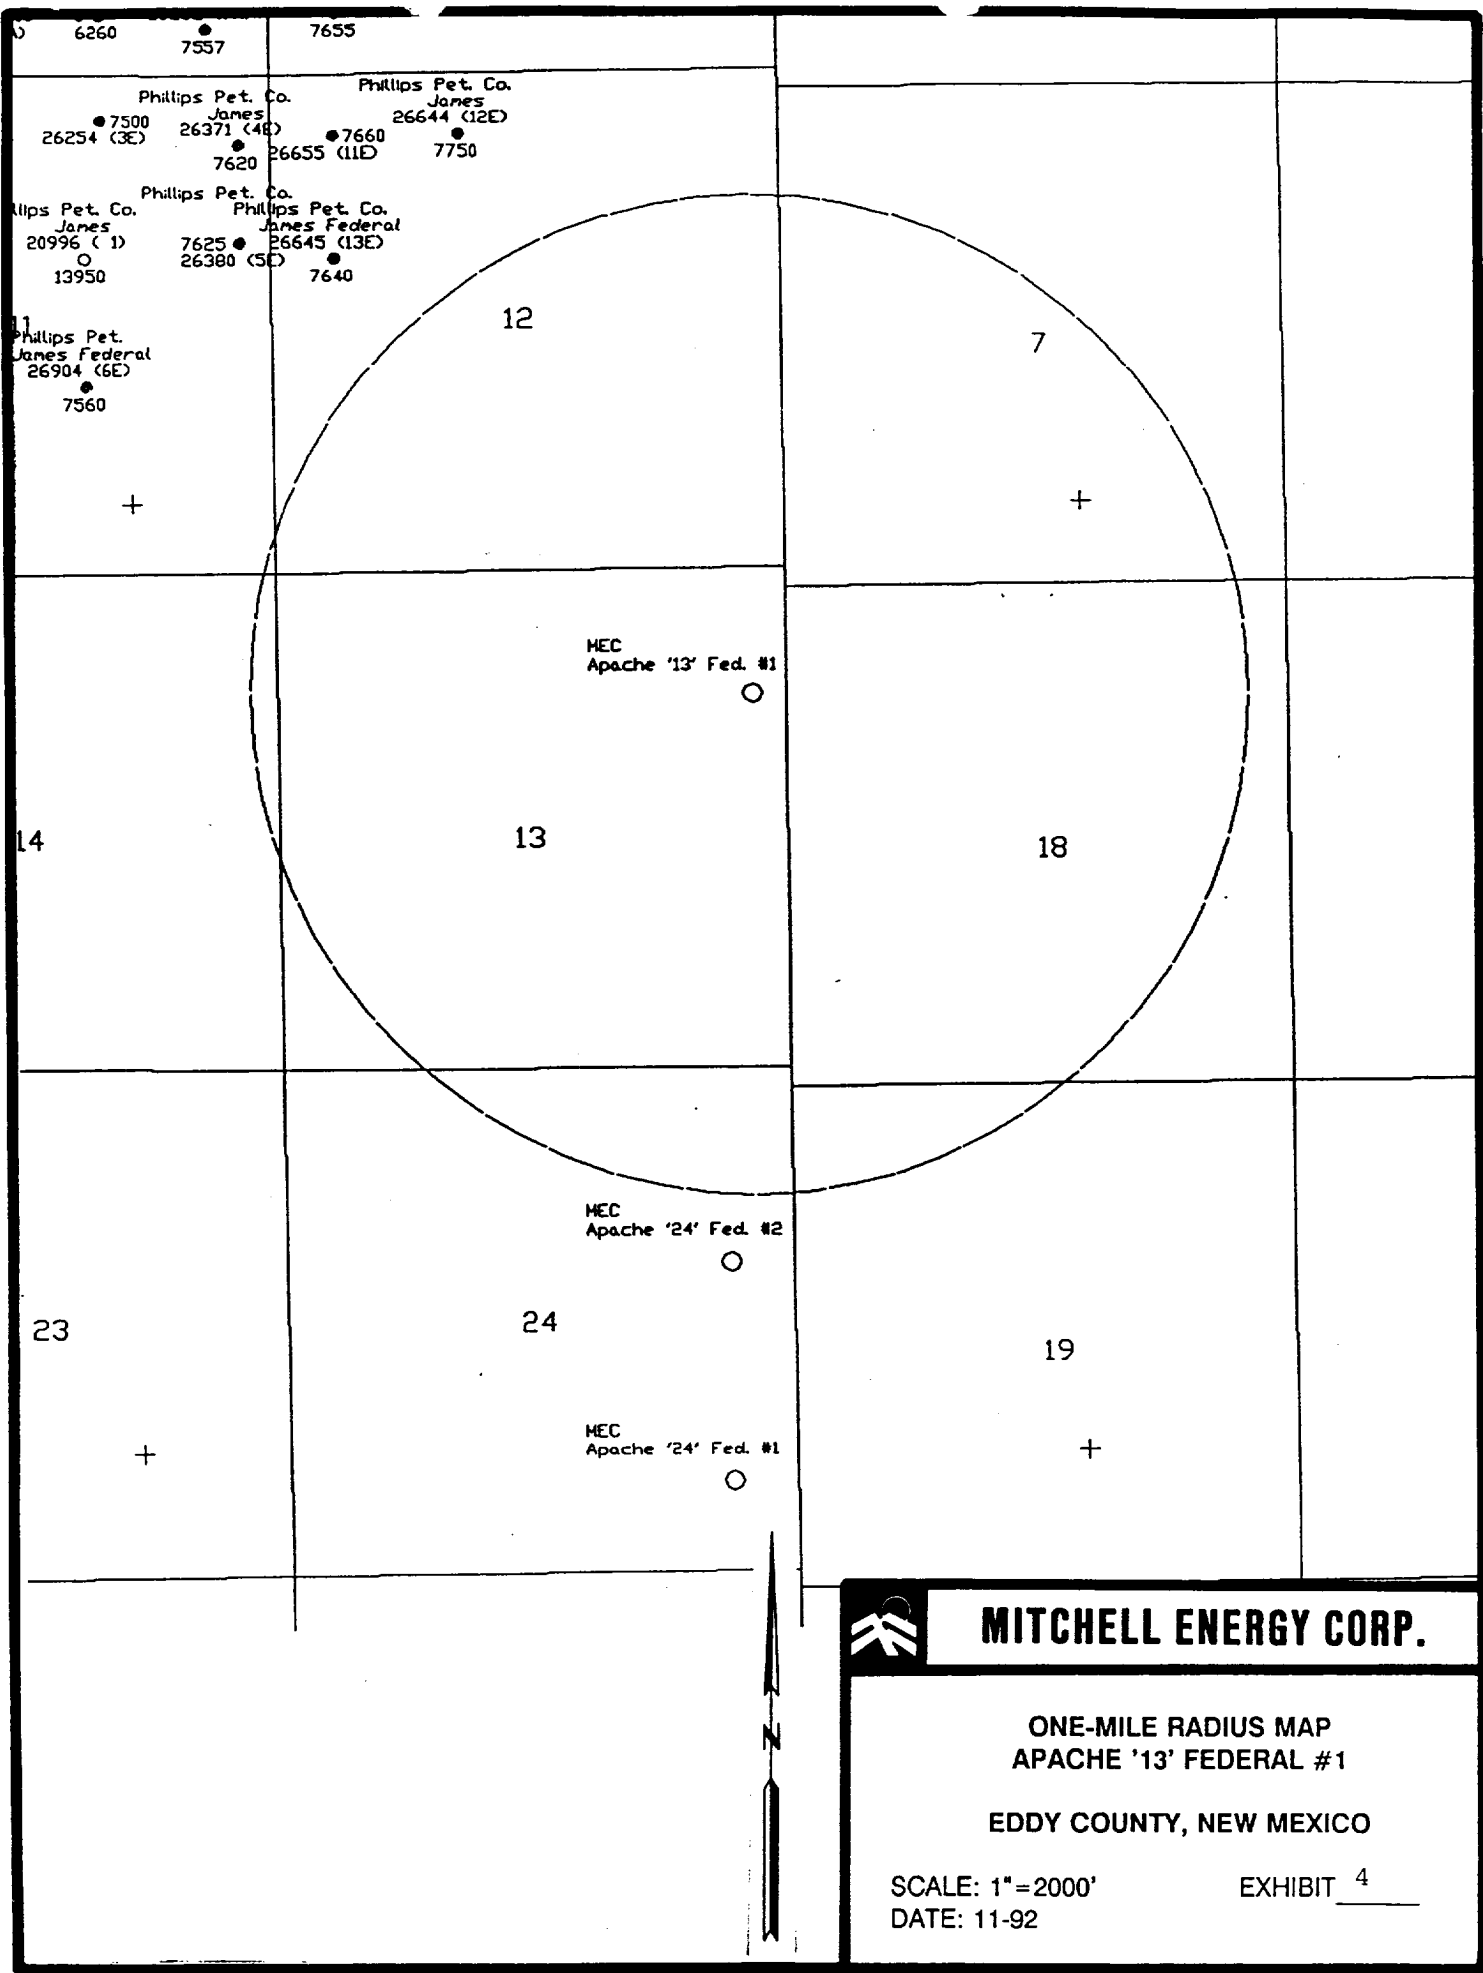 6260
7557
7655
Phillips Pet. Co.
James
26371 (4E)
7620
Phillips Pet. Co.
James
26644 (12E)
7750
7500
26254 (3E)
7660
26655 (11E)
Phillips Pet. Co.
7625
26380 (5E)
Phillips Pet. Co.
James Federal
26645 (13E)
7640
llips Pet. Co.
James
20996 ( 1)
13950
11
Phillips Pet.
James Federal
26904 (6E)
7560
12
7
MEC
Apache '13' Fed. #1
14
13
18
MEC
Apache '24' Fed. #2
23
24
19
MEC
Apache '24' Fed. #1
N
MITCHELL ENERGY CORP.
ONE-MILE RADIUS MAP
APACHE '13' FEDERAL #1
EDDY COUNTY, NEW MEXICO
SCALE: 1"=2000'
EXHIBIT 4
DATE: 11-92